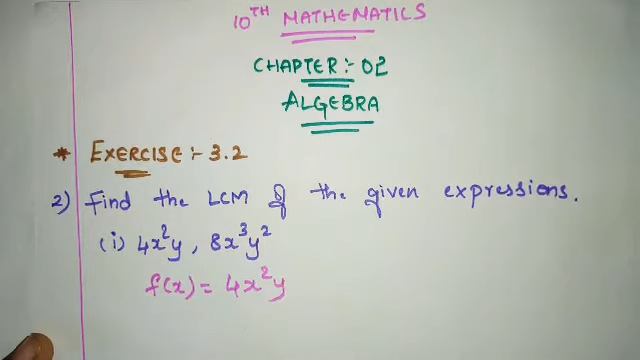 10TH MATHEMATICS
CHAPTER :- 02
ALGEBRA
* EXERCISE :- 3.2
2) Find the LCM of the given expressions.
(i) 4x²y, 8x³y²
f(x) = 4x²y